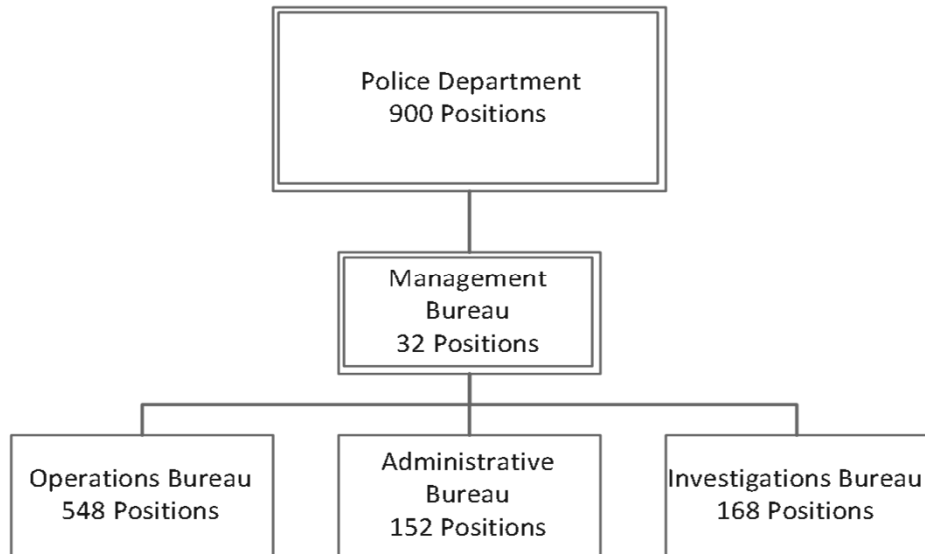 Police Department
900 Positions
Management
Bureau
32 Positions
Operations Bureau
548 Positions
Administrative
Bureau
152 Positions
Investigations Bureau
168 Positions